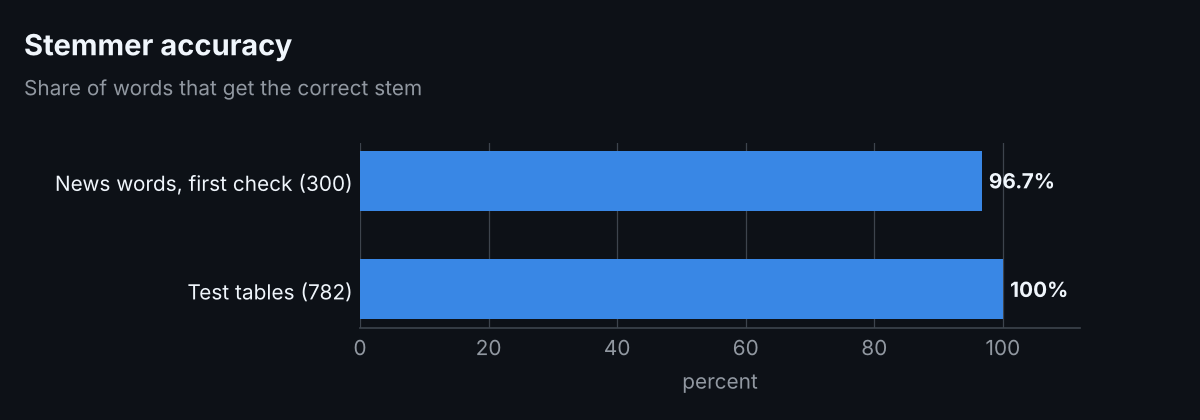 Stemmer accuracy
Share of words that get the correct stem
News words, first check (300)
96.7%
Test tables (782)
100%
0 20 40 60 80 100
percent